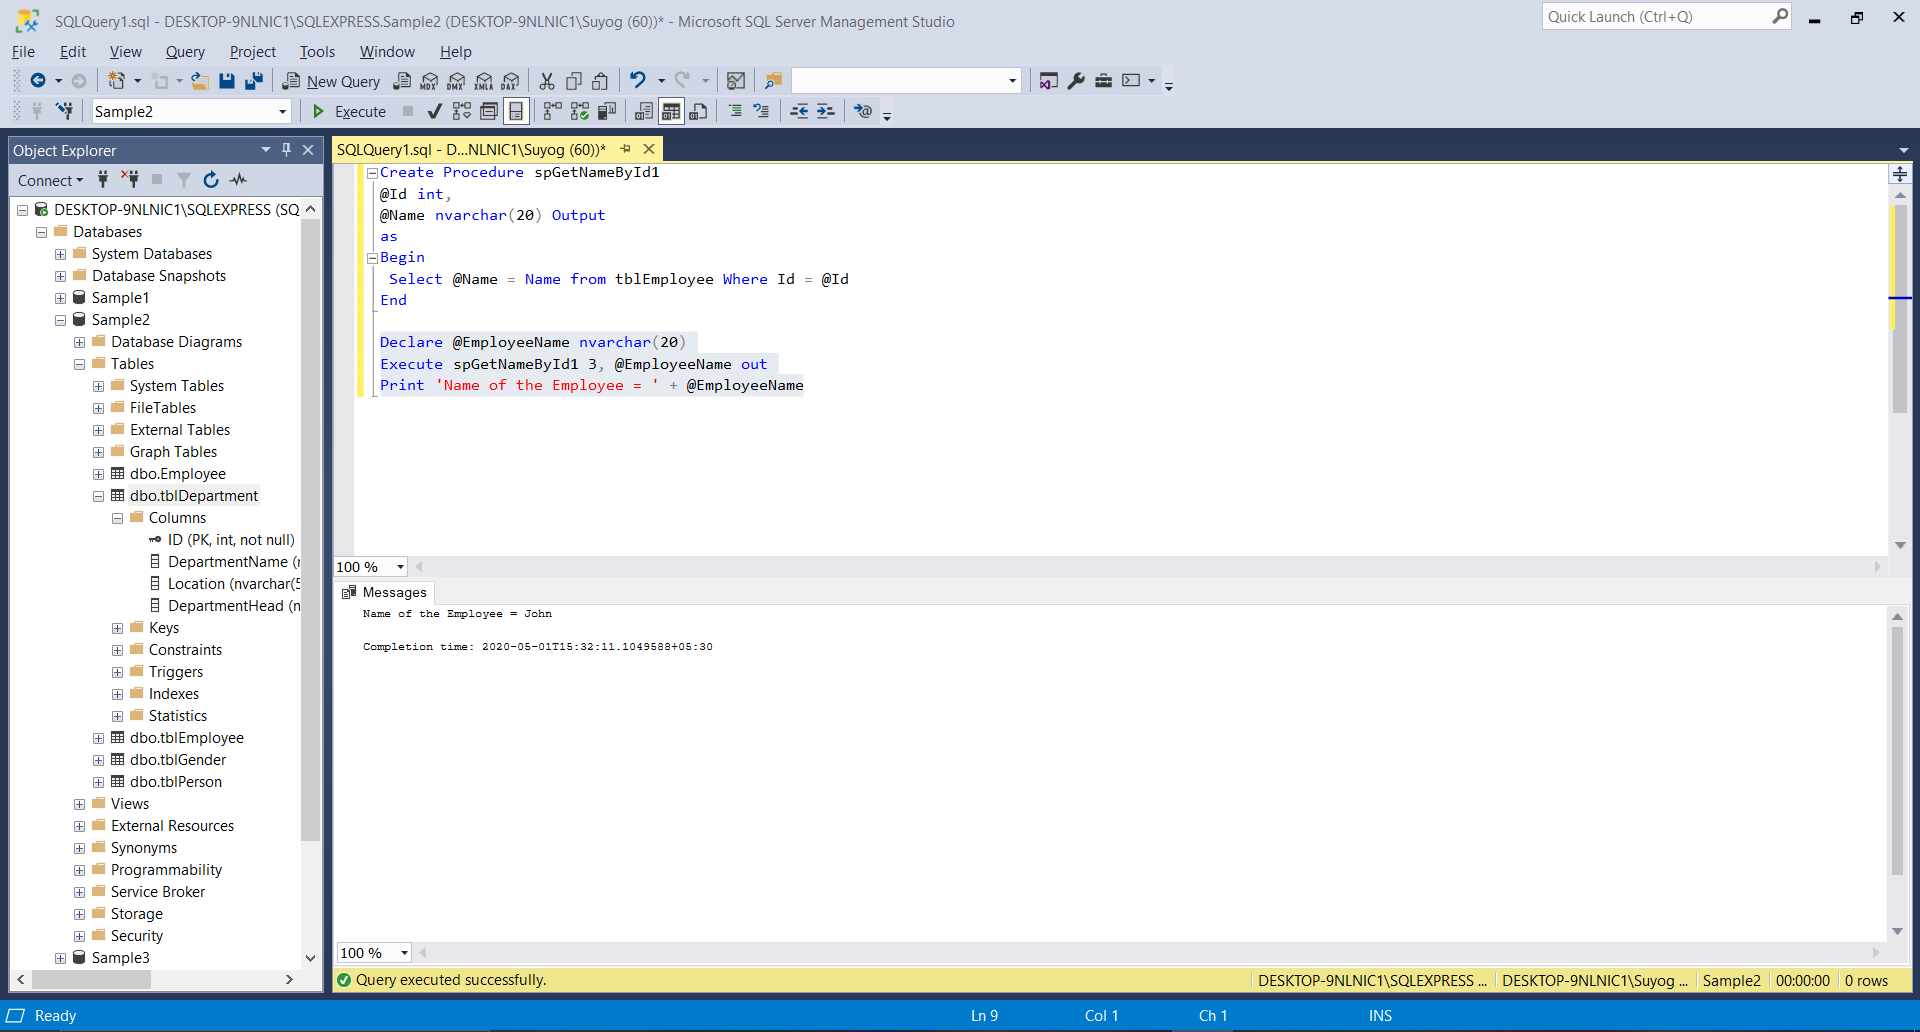 SQLQuery1.sql - DESKTOP-9NLNIC1\SQLEXPRESS.Sample2 (DESKTOP-9NLNIC1\Suyog (60))* - Microsoft SQL Server Management Studio
Quick Launch (Ctrl+Q)
File Edit View Query Project Tools Window Help
New Query MDX DMX XMLA DAX
Sample2 Execute
Object Explorer
Connect
DESKTOP-9NLNIC1\SQLEXPRESS (SQ
Databases
System Databases
Database Snapshots
Sample1
Sample2
Database Diagrams
Tables
System Tables
FileTables
External Tables
Graph Tables
dbo.Employee
dbo.tblDepartment
Columns
ID (PK, int, not null)
DepartmentName (n
Location (nvarchar(5
DepartmentHead (n
Keys
Constraints
Triggers
Indexes
Statistics
dbo.tblEmployee
dbo.tblGender
dbo.tblPerson
Views
External Resources
Synonyms
Programmability
Service Broker
Storage
Security
Sample3
SQLQuery1.sql - D...NLNIC1\Suyog (60))*
Create Procedure spGetNameById1
@Id int,
@Name nvarchar(20) Output
as
Begin
Select @Name = Name from tblEmployee Where Id = @Id
End
Declare @EmployeeName nvarchar(20)
Execute spGetNameById1 3, @EmployeeName out
Print 'Name of the Employee = ' + @EmployeeName
100 %
Messages
Name of the Employee = John
Completion time: 2020-05-01T15:32:11.1049588+05:30
100 %
Query executed successfully. DESKTOP-9NLNIC1\SQLEXPRESS ... DESKTOP-9NLNIC1\Suyog ... Sample2 00:00:00 0 rows
Ready Ln 9 Col 1 Ch 1 INS